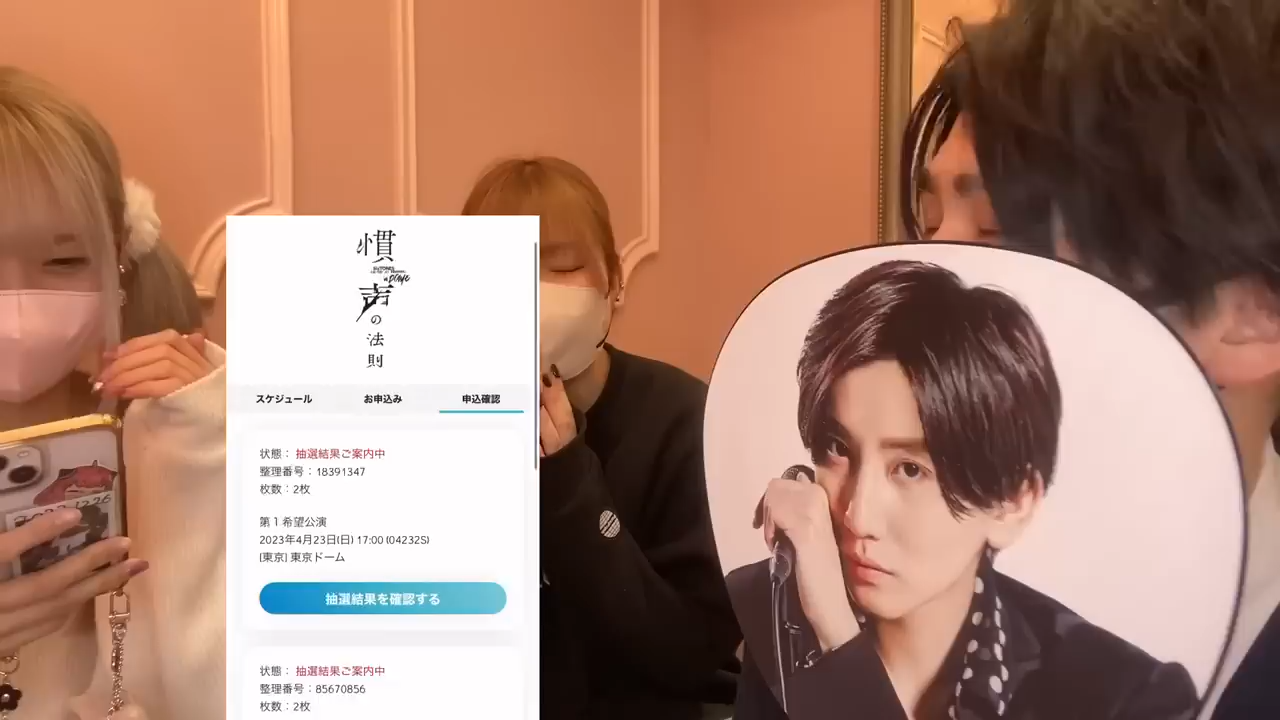 慣
声
の
法
則
スケジュール お申込み 申込確認
状態： 抽選結果ご案内中
整理番号：18391347
枚数：2枚
第１希望公演
2023年4月23日(日) 17:00 (04232S)
[東京] 東京ドーム
抽選結果を確認する
状態： 抽選結果ご案内中
整理番号：85670856
枚数：2枚